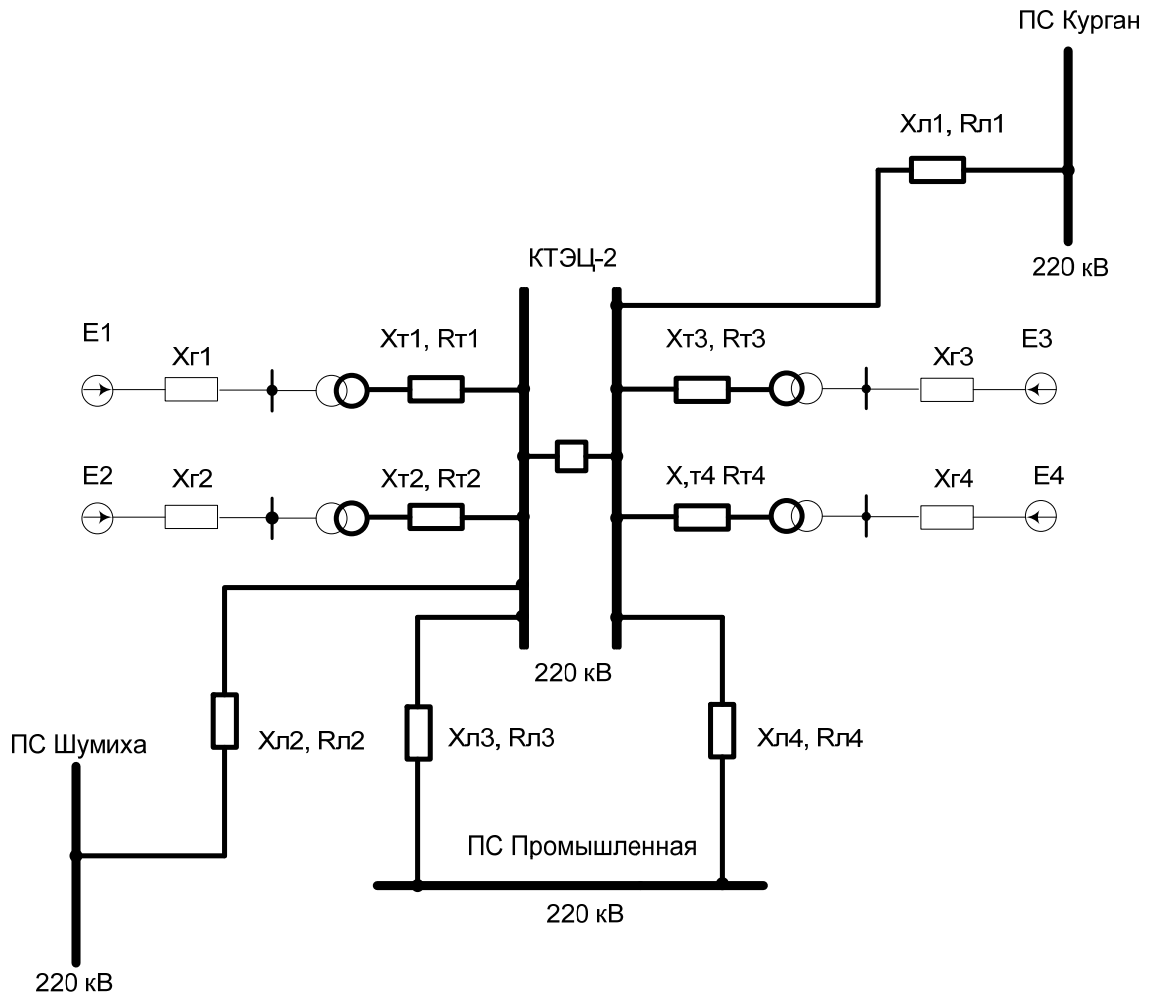 ПС Курган
Хл1, Rл1
КТЭЦ-2
220 кВ
Е1
Хг1
Хт1, Rт1
Хт3, Rт3
Хг3
Е3
Е2
Хг2
Хт2, Rт2
Х,т4 Rт4
Хг4
Е4
220 кВ
ПС Шумиха
Хл2, Rл2
Хл3, Rл3
Хл4, Rл4
ПС Промышленная
220 кВ
220 кВ